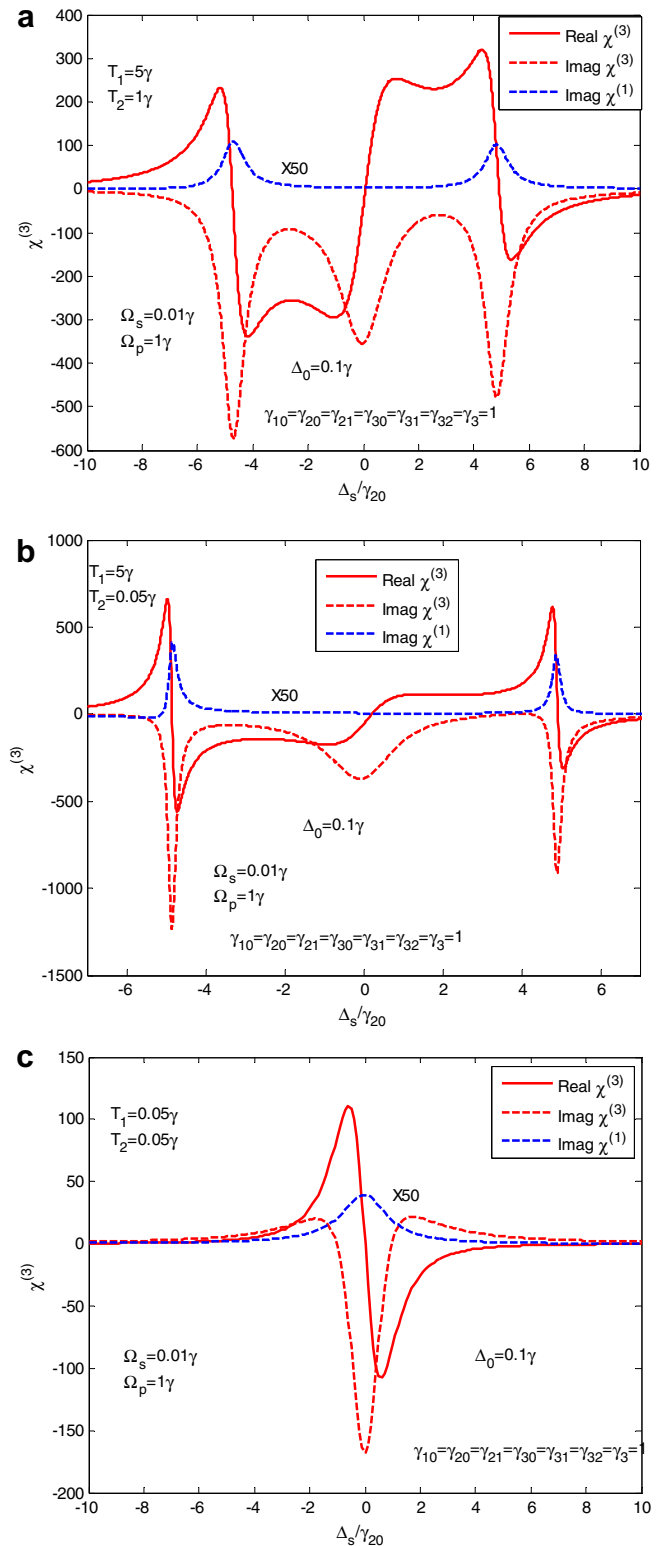 a
400
300
200
100
0
-100
-200
-300
-400
-500
-600
χ(3)
T1=5γ
T2=1γ
Real χ(3)
Imag χ(3)
Imag χ(1)
X50
Ωs=0.01γ
Ωp=1γ
Δ0=0.1γ
γ10=γ20=γ21=γ30=γ31=γ32=γ3=1
-10 -8 -6 -4 -2 0 2 4 6 8 10
Δs/γ20
b
1000
500
0
-500
-1000
-1500
χ(3)
T1=5γ
T2=0.05γ
Real χ(3)
Imag χ(3)
Imag χ(1)
X50
Δ0=0.1γ
Ωs=0.01γ
Ωp=1γ
γ10=γ20=γ21=γ30=γ31=γ32=γ3=1
-6 -4 -2 0 2 4 6
Δs/γ20
c
150
100
50
0
-50
-100
-150
-200
χ(3)
T1=0.05γ
T2=0.05γ
Real χ(3)
Imag χ(3)
Imag χ(1)
X50
Ωs=0.01γ
Ωp=1γ
Δ0=0.1γ
γ10=γ20=γ21=γ30=γ31=γ32=γ3=1
-10 -8 -6 -4 -2 0 2 4 6 8 10
Δs/γ20